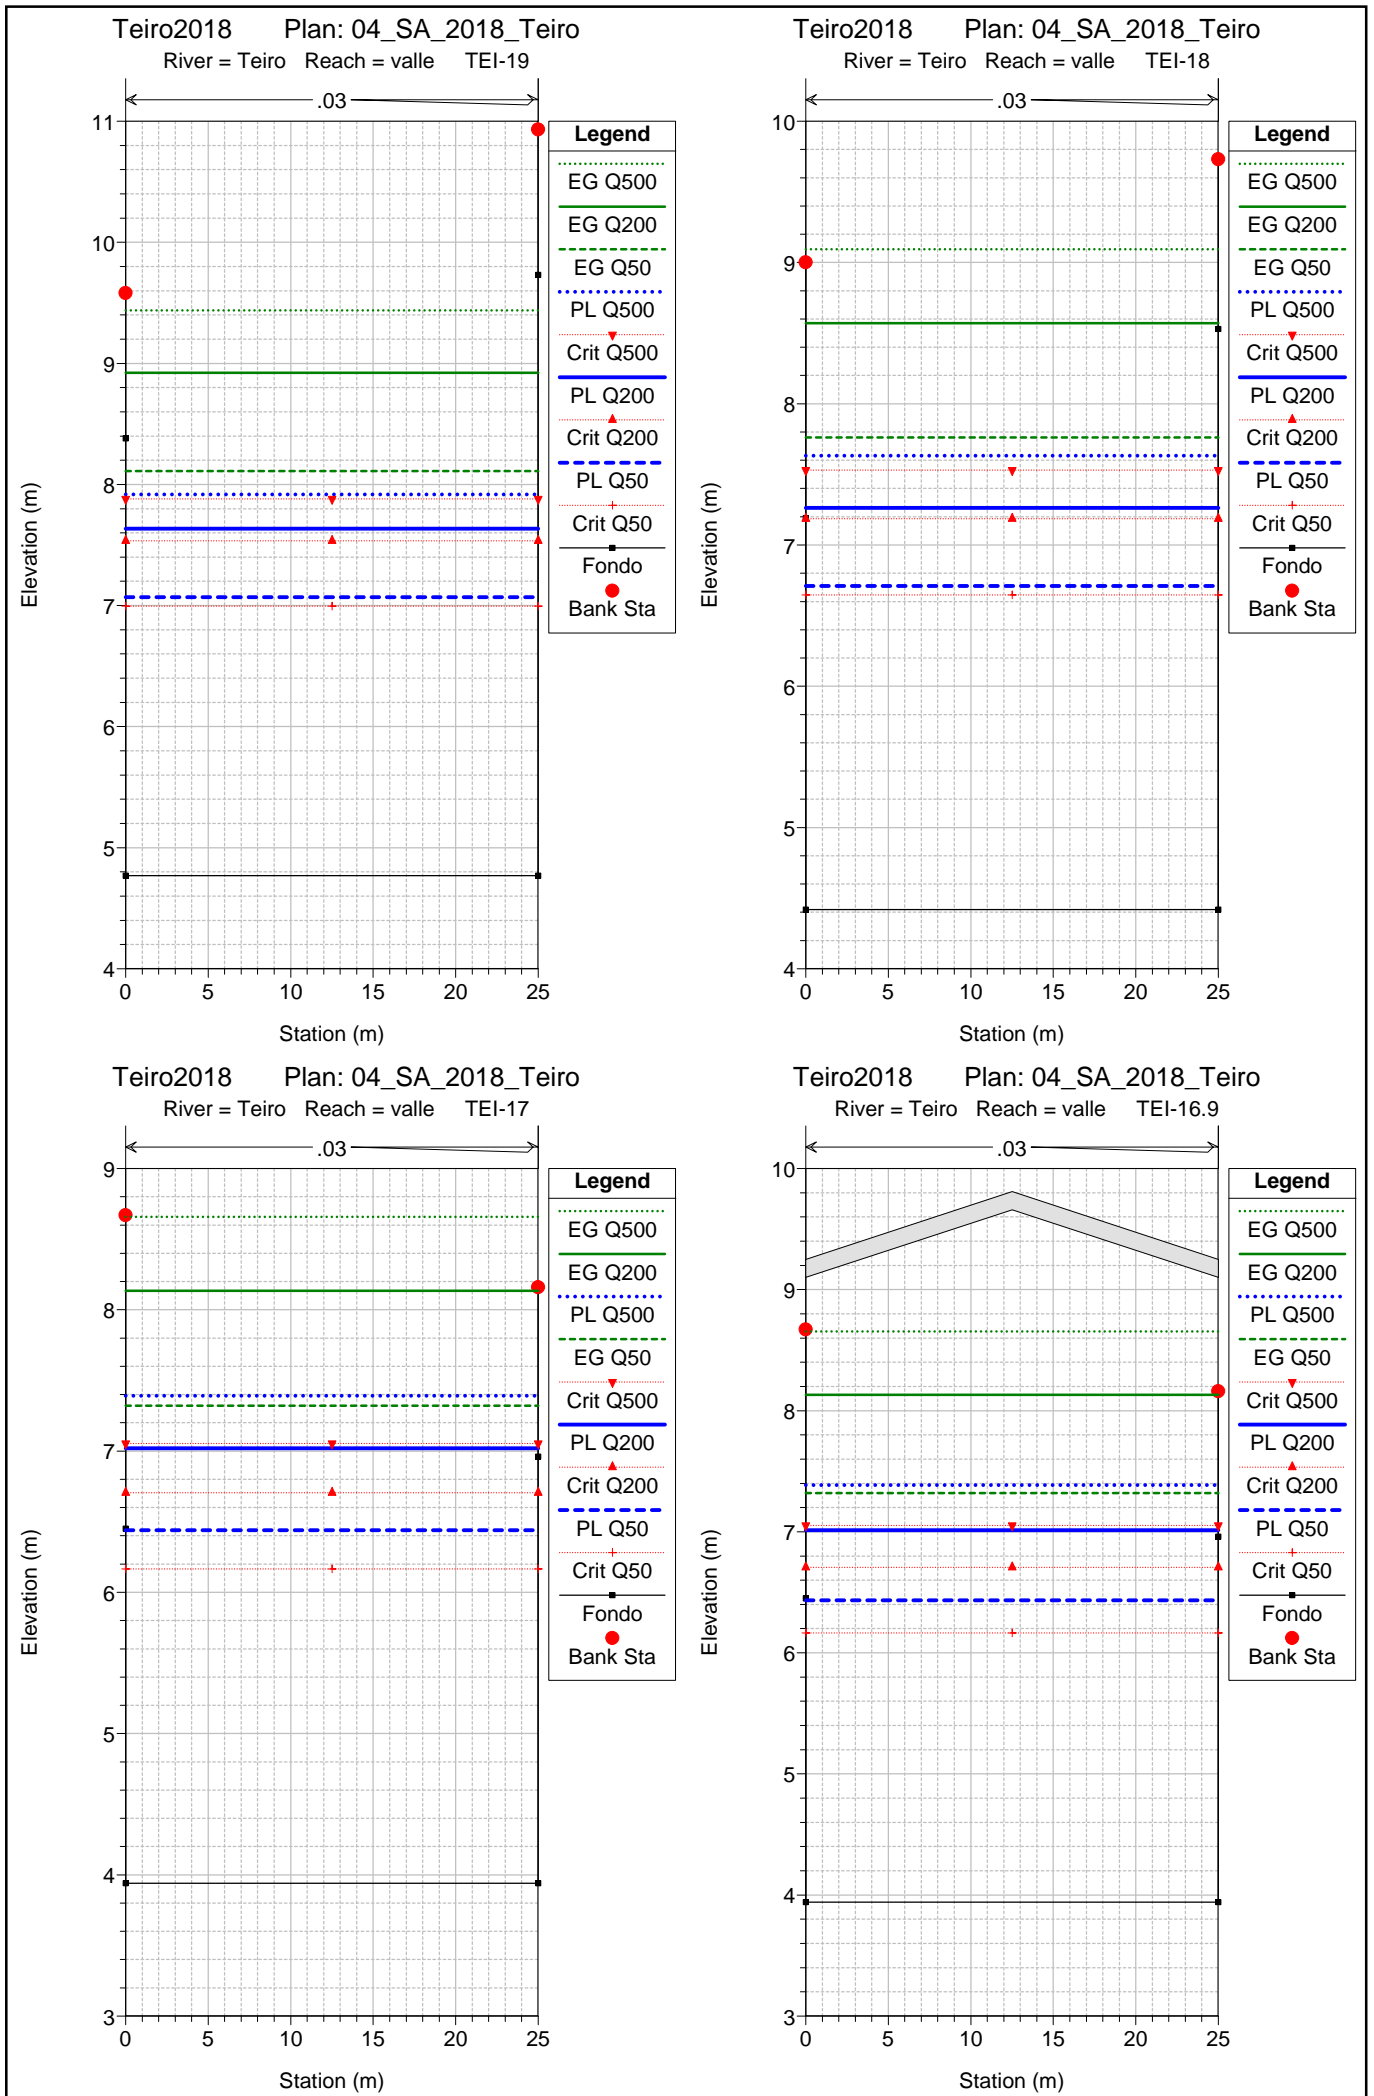 Teiro2018 Plan: 04_SA_2018_Teiro
River = Teiro Reach = valle TEI-19
.03
11
10
9
8
7
6
5
4
0 5 10 15 20 25
Station (m)
Elevation (m)
Legend
EG Q500
EG Q200
EG Q50
PL Q500
Crit Q500
PL Q200
Crit Q200
PL Q50
Crit Q50
Fondo
Bank Sta
Teiro2018 Plan: 04_SA_2018_Teiro
River = Teiro Reach = valle TEI-18
.03
10
9
8
7
6
5
4
0 5 10 15 20 25
Station (m)
Elevation (m)
Legend
EG Q500
EG Q200
EG Q50
PL Q500
Crit Q500
PL Q200
Crit Q200
PL Q50
Crit Q50
Fondo
Bank Sta
Teiro2018 Plan: 04_SA_2018_Teiro
River = Teiro Reach = valle TEI-17
.03
9
8
7
6
5
4
3
0 5 10 15 20 25
Station (m)
Elevation (m)
Legend
EG Q500
EG Q200
PL Q500
EG Q50
Crit Q500
PL Q200
Crit Q200
PL Q50
Crit Q50
Fondo
Bank Sta
Teiro2018 Plan: 04_SA_2018_Teiro
River = Teiro Reach = valle TEI-16.9
.03
10
9
8
7
6
5
4
3
0 5 10 15 20 25
Station (m)
Elevation (m)
Legend
EG Q500
EG Q200
PL Q500
EG Q50
Crit Q500
PL Q200
Crit Q200
PL Q50
Crit Q50
Fondo
Bank Sta